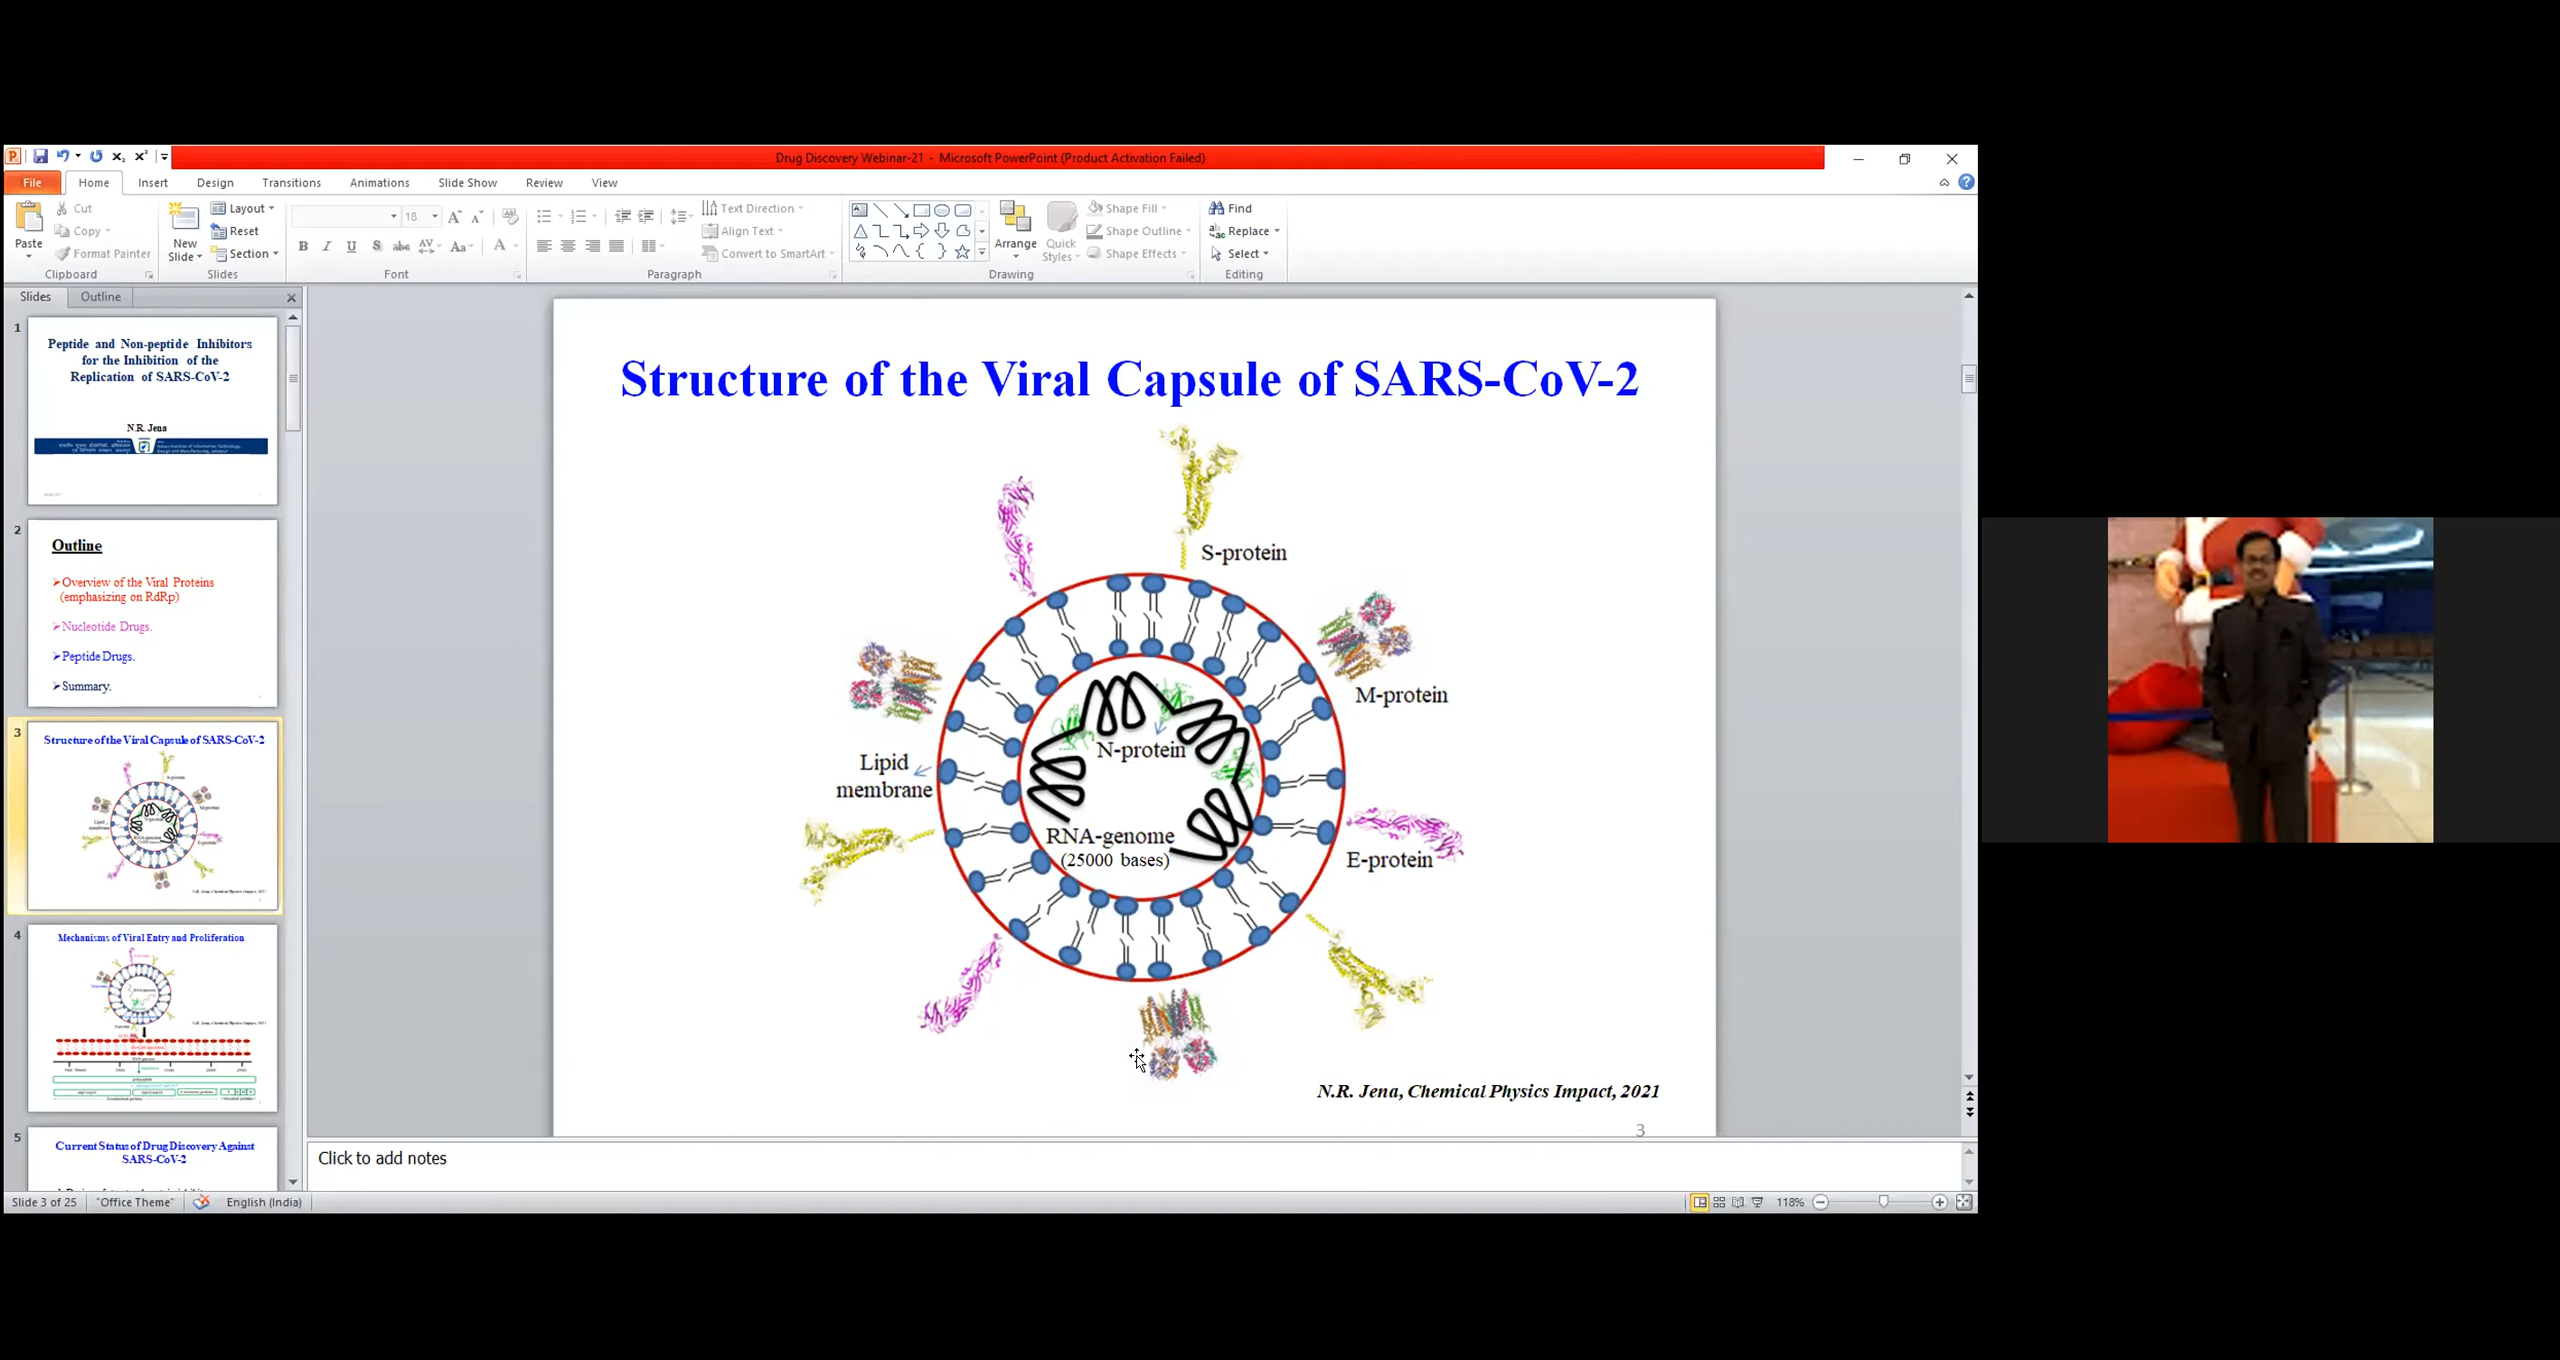 Drug Discovery Webinar-21 - Microsoft PowerPoint (Product Activation Failed)
File Home Insert Design Transitions Animations Slide Show Review View
Paste
Cut
Copy
Format Painter
Clipboard
New
Slide
Layout
Reset
Section
Slides
18
Font
Text Direction
Align Text
Convert to SmartArt
Paragraph
Arrange
Quick
Styles
Shape Fill
Shape Outline
Shape Effects
Drawing
Find
Replace
Select
Editing
Slides Outline
1
Peptide and Non-peptide Inhibitors
for the Inhibition of the
Replication of SARS-CoV-2
N.R. Jena
2
Outline
➢Overview of the Viral Proteins
(emphasizing on RdRp)
➢Nucleotide Drugs.
➢Peptide Drugs.
➢Summary.
3
Structure of the Viral Capsule of SARS-CoV-2
4
Mechanisms of Viral Entry and Proliferation
5
Current Status of Drug Discovery Against
SARS-CoV-2
Structure of the Viral Capsule of SARS-CoV-2
S-protein
M-protein
N-protein
Lipid
membrane
RNA-genome
(25000 bases)
E-protein
N.R. Jena, Chemical Physics Impact, 2021
3
Click to add notes
Slide 3 of 25 "Office Theme" English (India) 118%